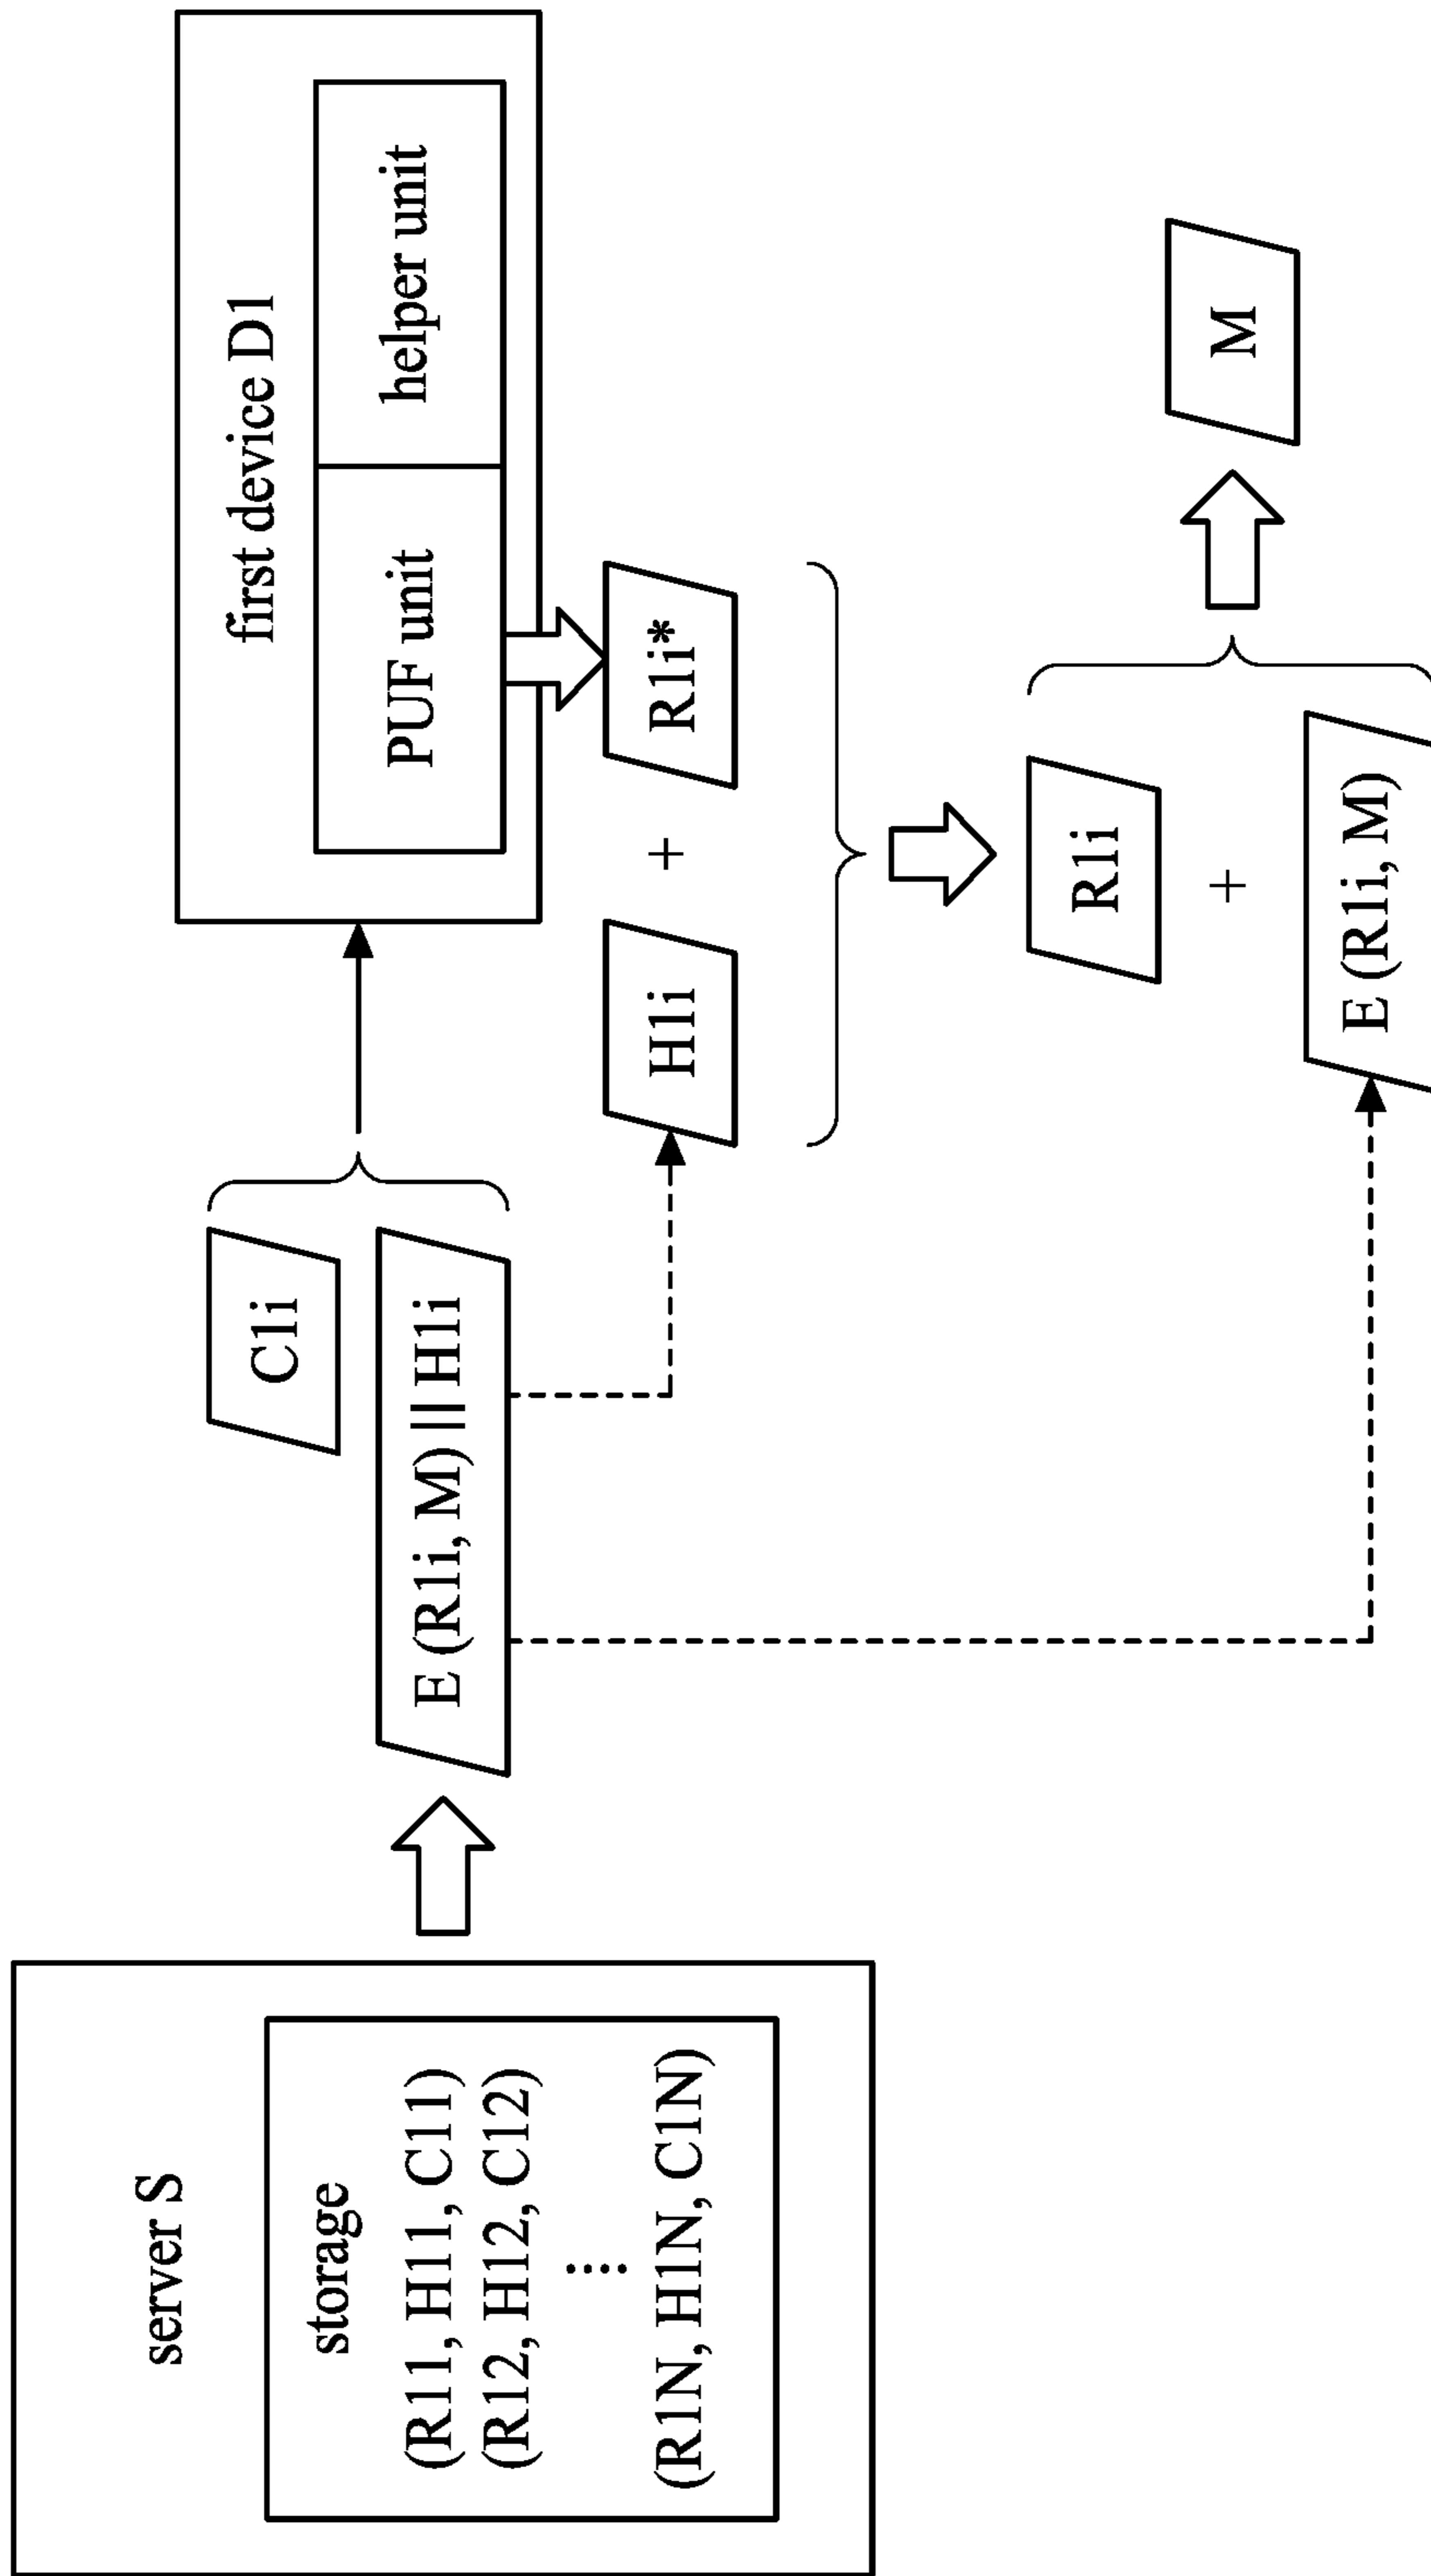 server S
storage
(R11, H11, C11)
(R12, H12, C12)
(R1N, H1N, C1N)
C1i
E (R1i, M) || H1i
first device D1
PUF unit
helper unit
H1i
+
R1i*
R1i
+
E (R1i, M)
M